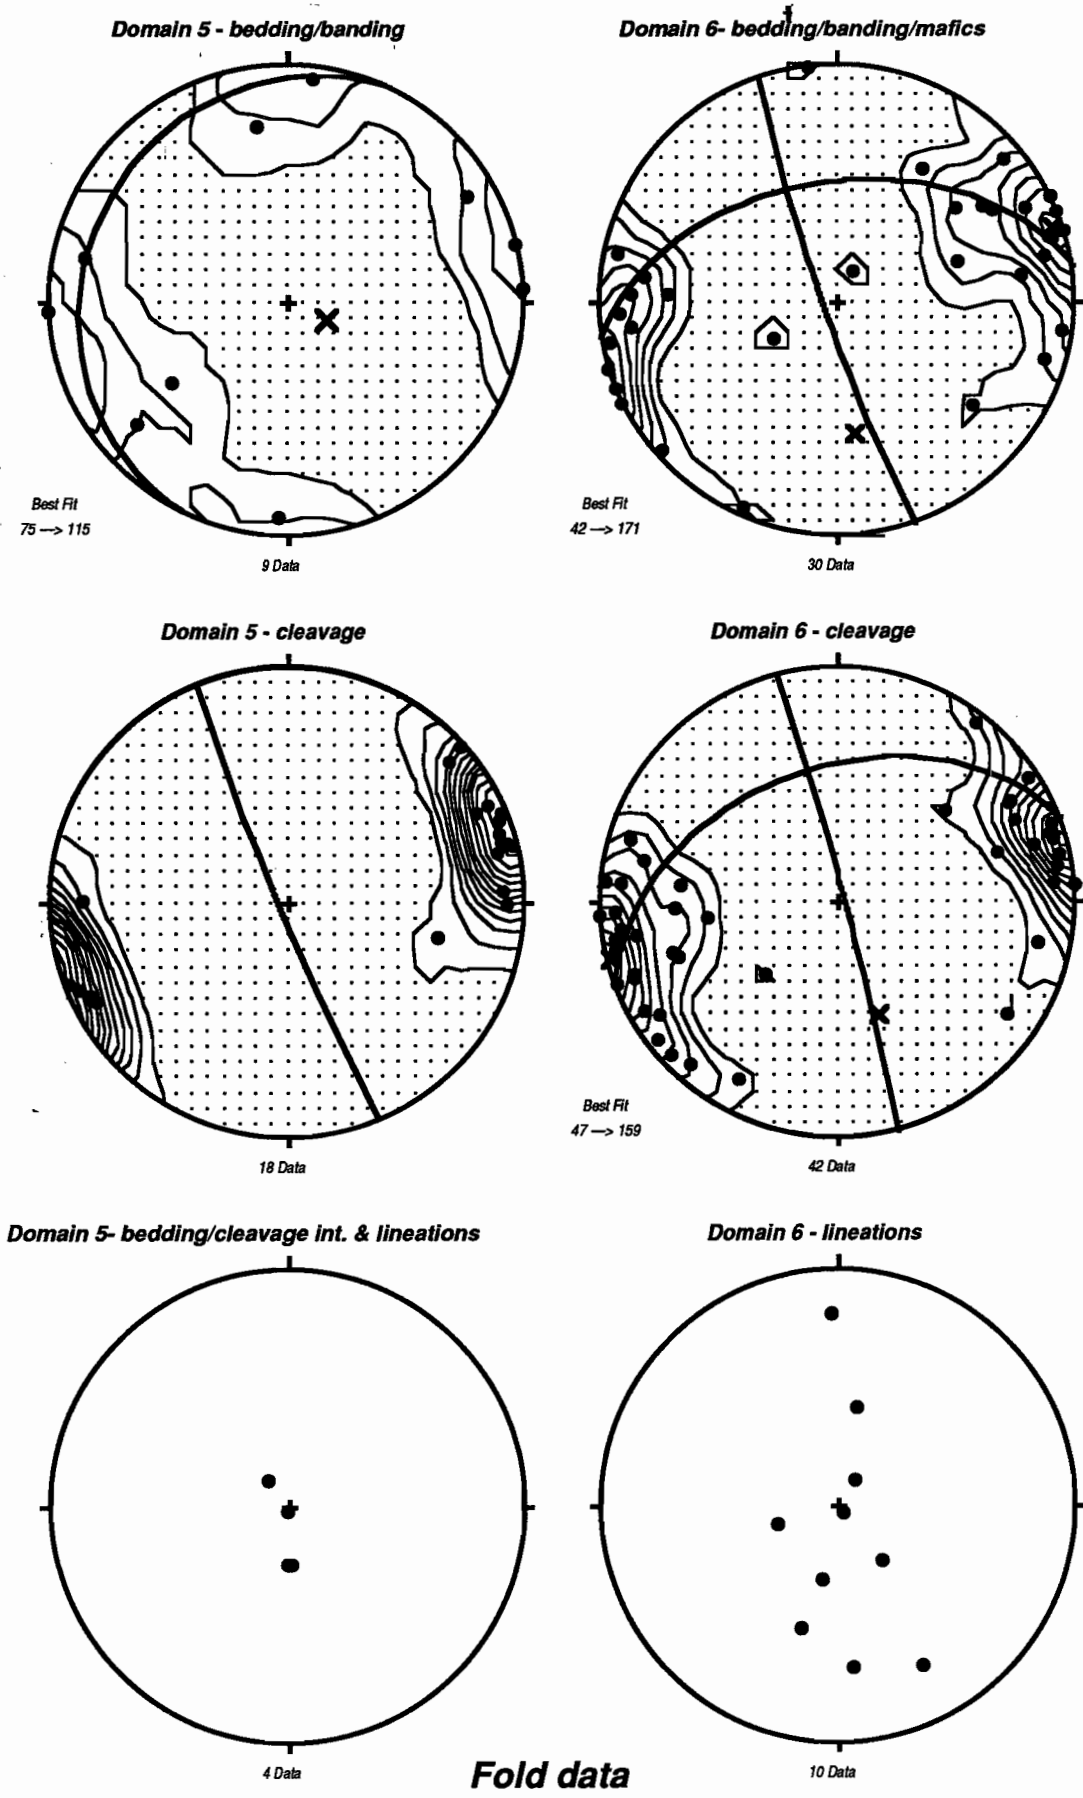 Domain 5 - bedding/banding
Domain 6- bedding/banding/mafics
Best Fit
75 —> 115
9 Data
Best Fit
42 —> 171
30 Data
Domain 5 - cleavage
Domain 6 - cleavage
18 Data
Best Fit
47 —> 159
42 Data
Domain 5- bedding/cleavage int. & lineations
Domain 6 - lineations
4 Data
Fold data
10 Data